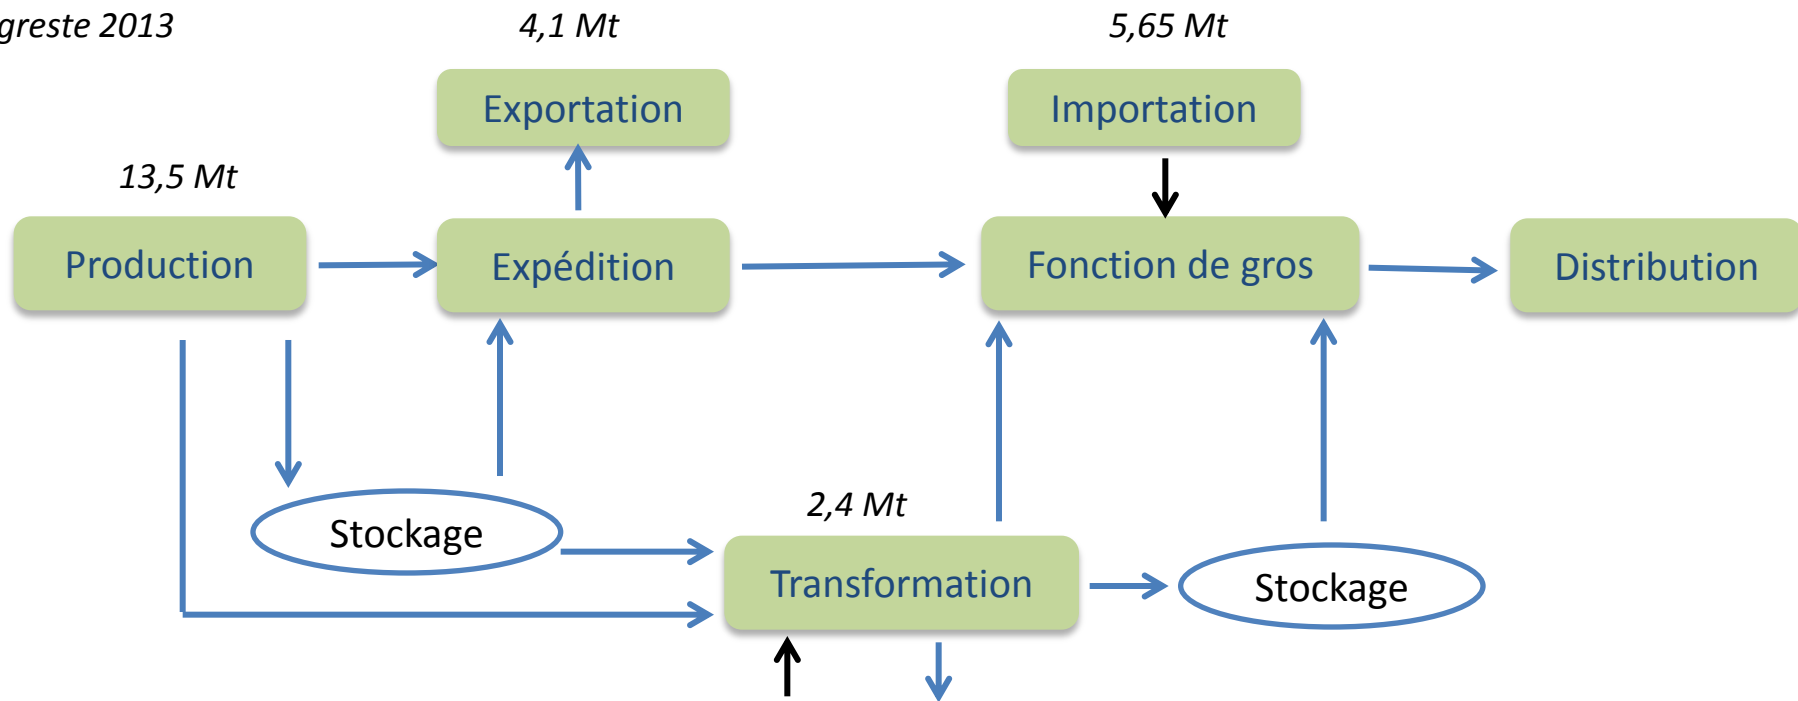 greste 2013
4,1 Mt
5,65 Mt
Exportation
Importation
13,5 Mt
Production
Expédition
Fonction de gros
Distribution
2,4 Mt
Stockage
Transformation
Stockage